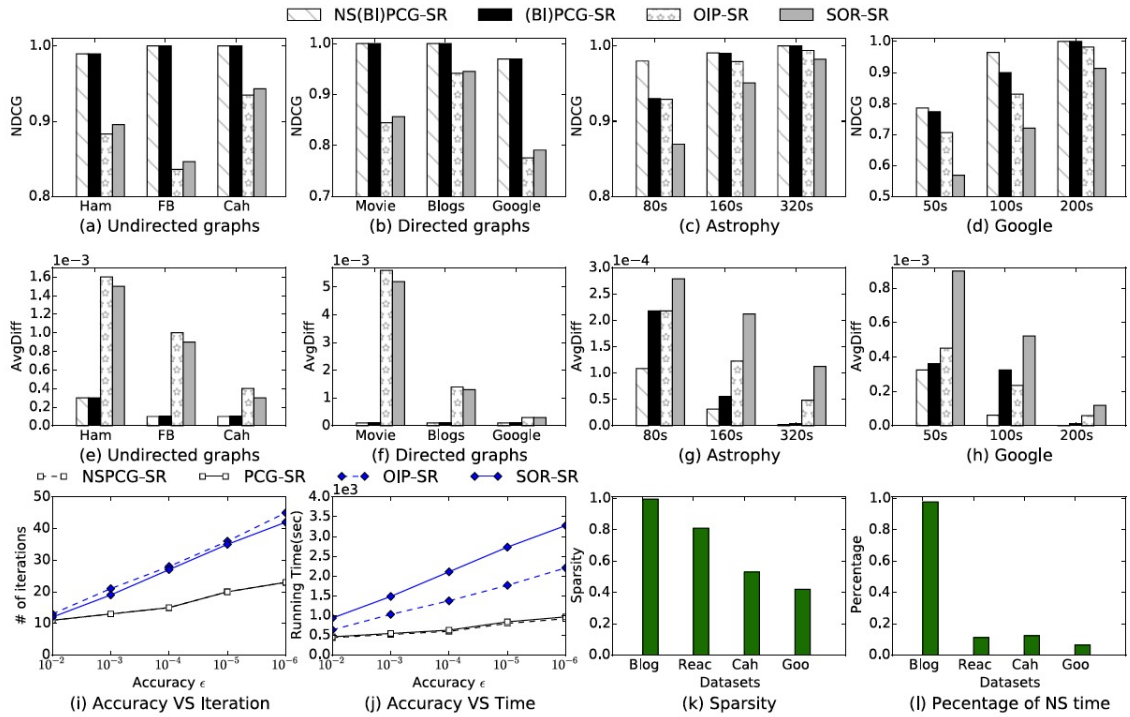 NS(BI)PCG-SR (BI)PCG-SR OIP-SR SOR-SR
1.0
0.9
0.8
NDCG
Ham FB Cah
(a) Undirected graphs
1.0
0.9
0.8
0.7
NDCG
Movie Blogs Google
(b) Directed graphs
1.0
0.9
0.8
NDCG
80s 160s 320s
(c) Astrophy
1.0
0.9
0.8
0.7
0.6
0.5
NDCG
50s 100s 200s
(d) Google
1e−3
1.6
1.4
1.2
1.0
0.8
0.6
0.4
0.2
0.0
AvgDiff
Ham FB Cah
(e) Undirected graphs
1e−3
5
4
3
2
1
0
AvgDiff
Movie Blogs Google
(f) Directed graphs
1e−4
3.0
2.5
2.0
1.5
1.0
0.5
0.0
AvgDiff
80s 160s 320s
(g) Astrophy
1e−3
0.8
0.6
0.4
0.2
0.0
AvgDiff
50s 100s 200s
(h) Google
NSPCG-SR PCG-SR OIP-SR SOR-SR
50
40
30
20
10
0
# of iterations
10−2 10−3 10−4 10−5 10−6
Accuracy ϵ
(i) Accuracy VS Iteration
1e3
4.0
3.5
3.0
2.5
2.0
1.5
1.0
0.5
0.0
Running Time(sec)
10−2 10−3 10−4 10−5 10−6
Accuracy ϵ
(j) Accuracy VS Time
1.0
0.8
0.6
0.4
0.2
0.0
Sparsity
Blog Reac Cah Goo
Datasets
(k) Sparsity
1.0
0.8
0.6
0.4
0.2
0.0
Percentage
Blog Reac Cah Goo
Datasets
(l) Pecentage of NS time